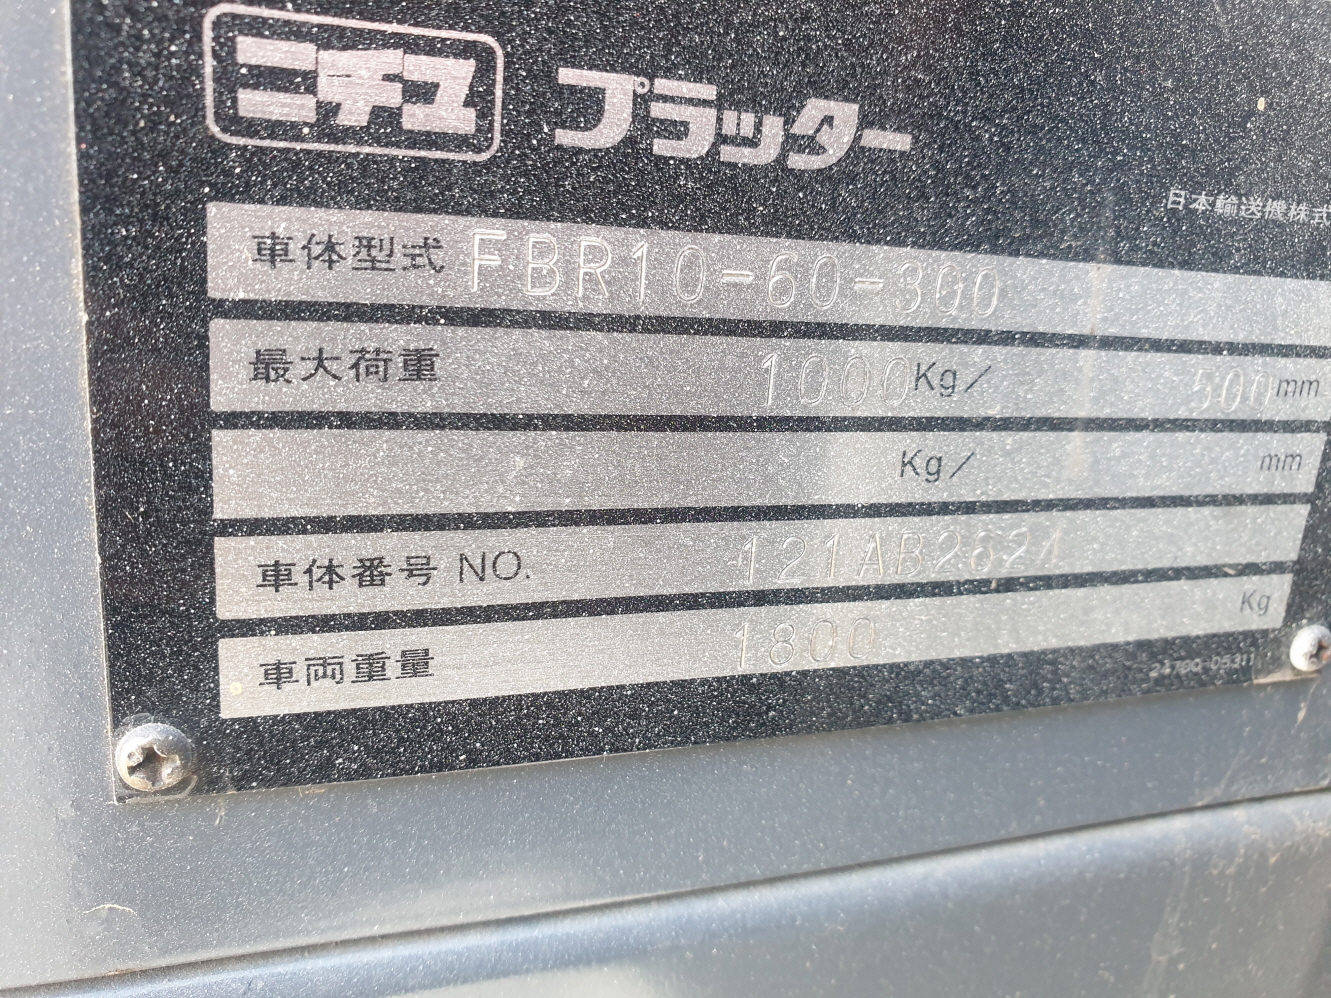 ニチユ プラッター
日本輸送機株式
車体型式 FBR10-60-300
最大荷重 1000Kg／ 500mm
Kg／ mm
車体番号 NO. 121AB2624
車両重量 1800 Kg
24700-05311